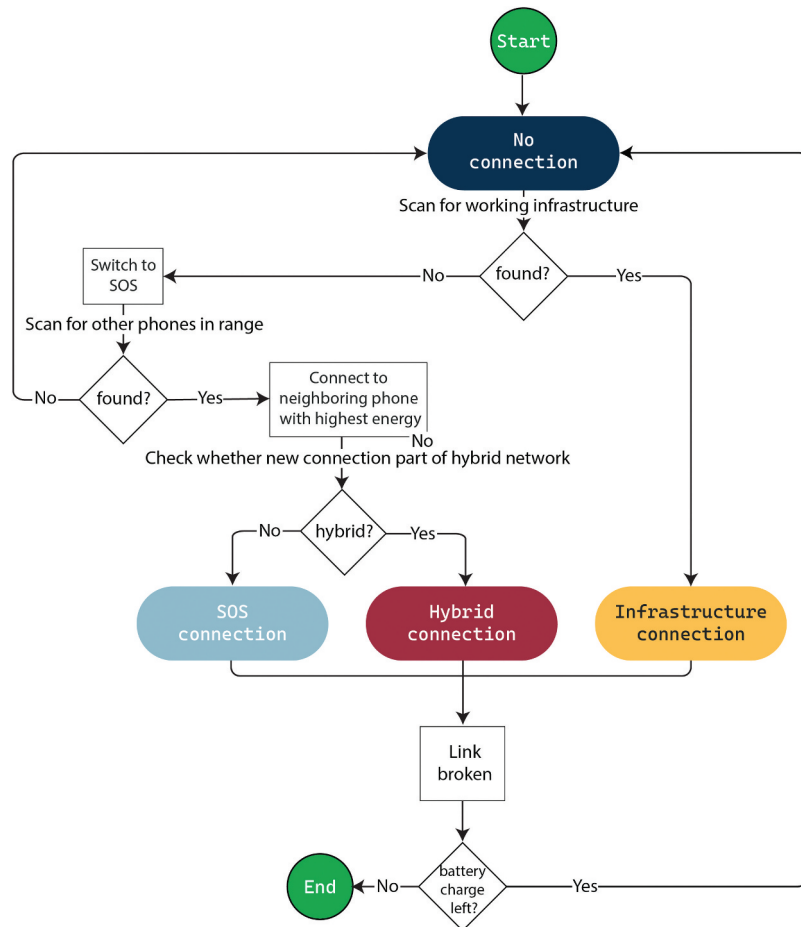 Start
No
connection
Scan for working infrastructure
Switch to
SOS
No
found?
Yes
Scan for other phones in range
No
found?
Yes
Connect to
neighboring phone
with highest energy
No
Check whether new connection part of hybrid network
No
hybrid?
Yes
SOS
connection
Hybrid
connection
Infrastructure
connection
Link
broken
End
No
battery
charge
left?
Yes